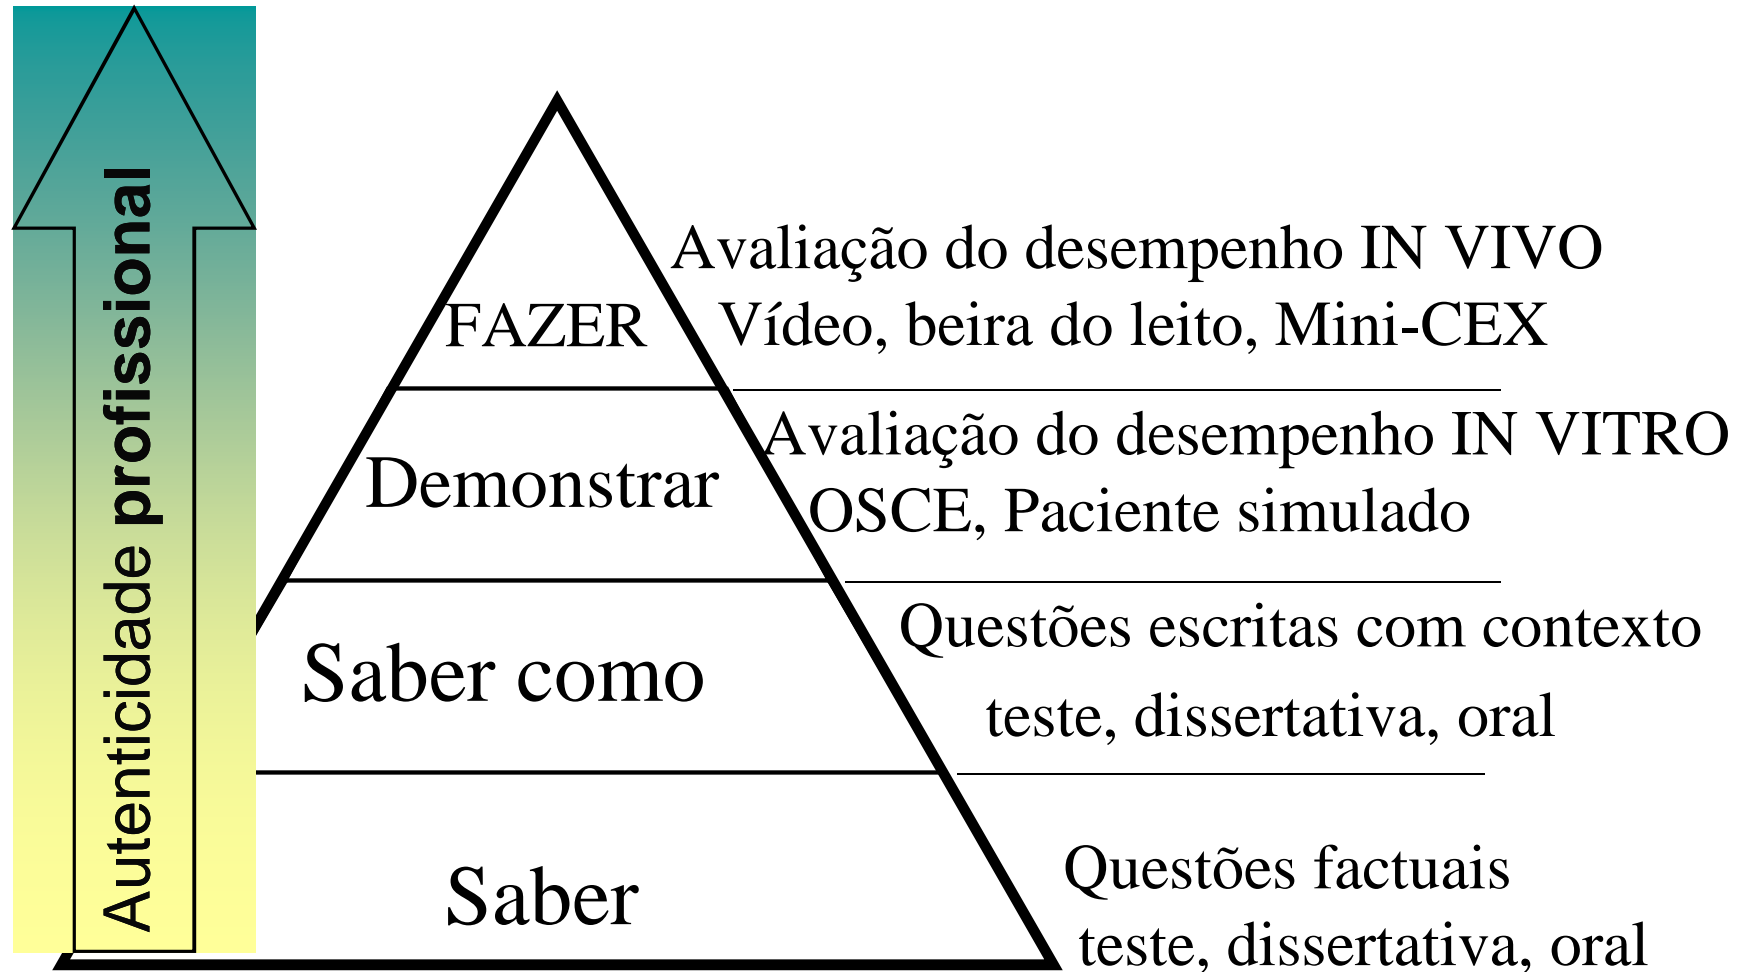 Autenticidade profissional
FAZER
Avaliação do desempenho IN VIVO
Vídeo, beira do leito, Mini-CEX
Demonstrar
Avaliação do desempenho IN VITRO
OSCE, Paciente simulado
Saber como
Questões escritas com contexto
teste, dissertativa, oral
Saber
Questões factuais
teste, dissertativa, oral